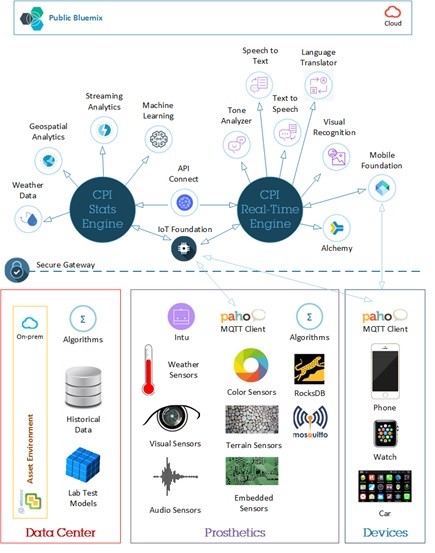 Public Bluemix
Cloud
Speech to
Text
Language
Translator
Streaming
Analytics
Machine
Learning
Tone
Analyzer
Text to
Speech
Visual
Recognition
Geospatial
Analytics
API
Connect
Mobile
Foundation
Weather
Data
CPI
Stats
Engine
CPI
Real-Time
Engine
IoT Foundation
Alchemy
Secure Gateway
On-prem
Algorithms
Historical
Data
Lab Test
Models
Asset Environment
Data Center
Intu
paho
MQTT Client
Algorithms
Weather
Sensors
Color Sensors
RocksDB
Visual Sensors
Terrain Sensors
mosquitto
Audio Sensors
Embedded
Sensors
Prosthetics
paho
MQTT Client
Phone
Watch
Car
Devices